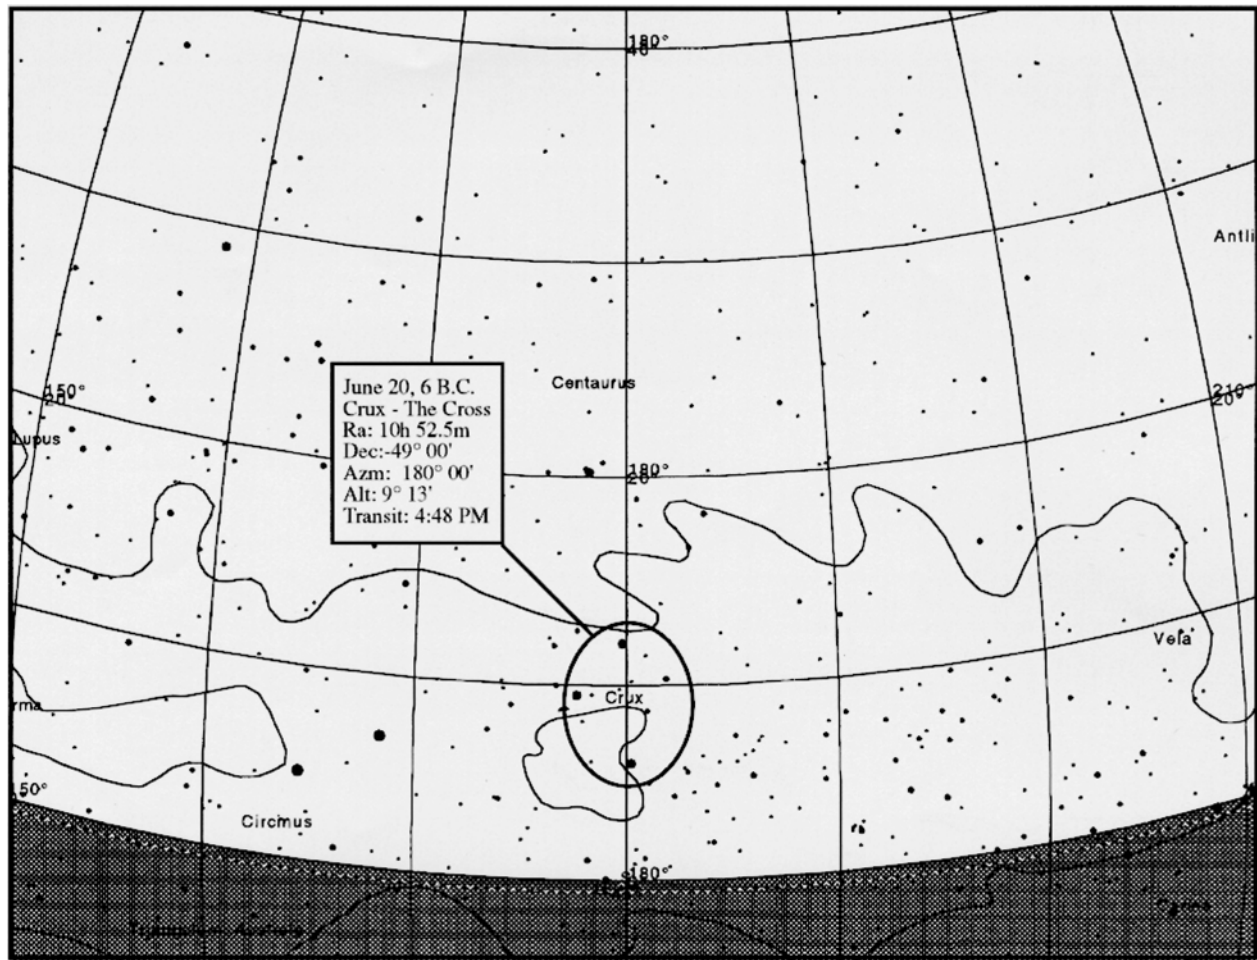 180°
40°
Antli
Centaurus
150°
20°
210°
20°
June 20, 6 B.C.
Crux - The Cross
Ra: 10h 52.5m
Dec:-49° 00'
Azm: 180° 00'
Alt: 9° 13'
Transit: 4:48 PM
Lupus
180°
20°
Vela
Crux
rma
50°
Circinus
180°
Carina